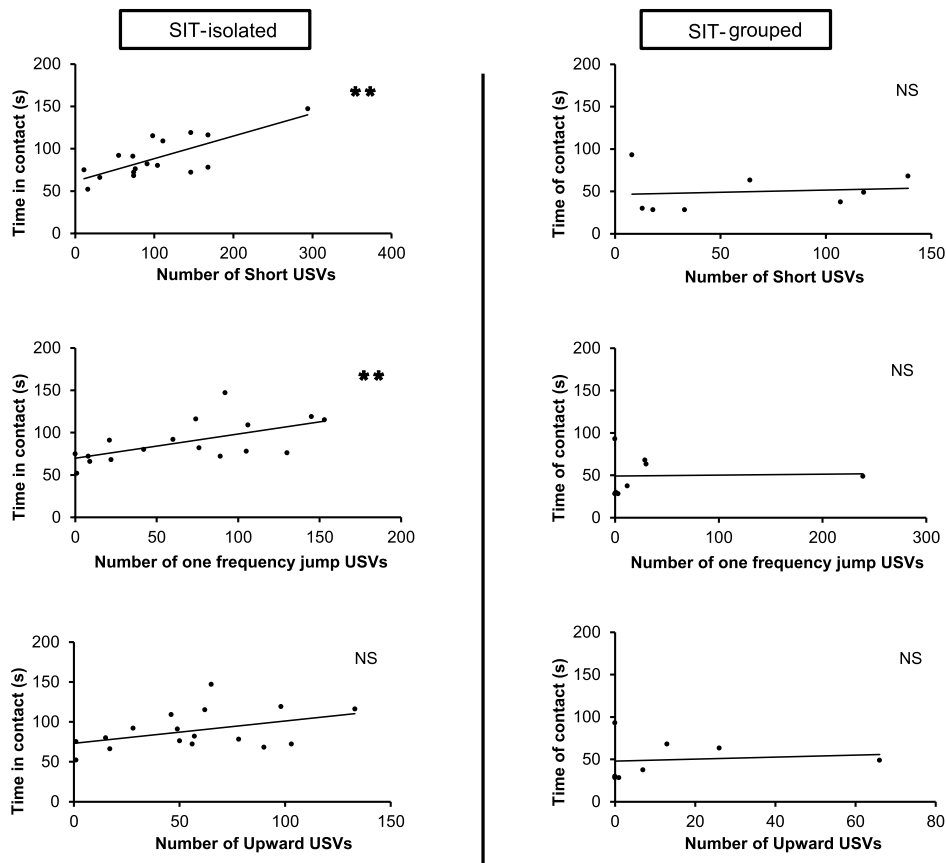 SIT-isolated
SIT-grouped
Time in contact (s)
200
150
100
50
0
**
0 100 200 300 400
Number of Short USVs
Time of contact (s)
200
150
100
50
0
NS
0 50 100 150
Number of Short USVs
Time in contact (s)
200
150
100
50
0
**
0 50 100 150 200
Number of one frequency jump USVs
Time of contact (s)
200
150
100
50
0
NS
0 100 200 300
Number of one frequency jump USVs
Time in contact (s)
200
150
100
50
0
NS
0 50 100 150
Number of Upward USVs
Time of contact (s)
200
150
100
50
0
NS
0 20 40 60 80
Number of Upward USVs